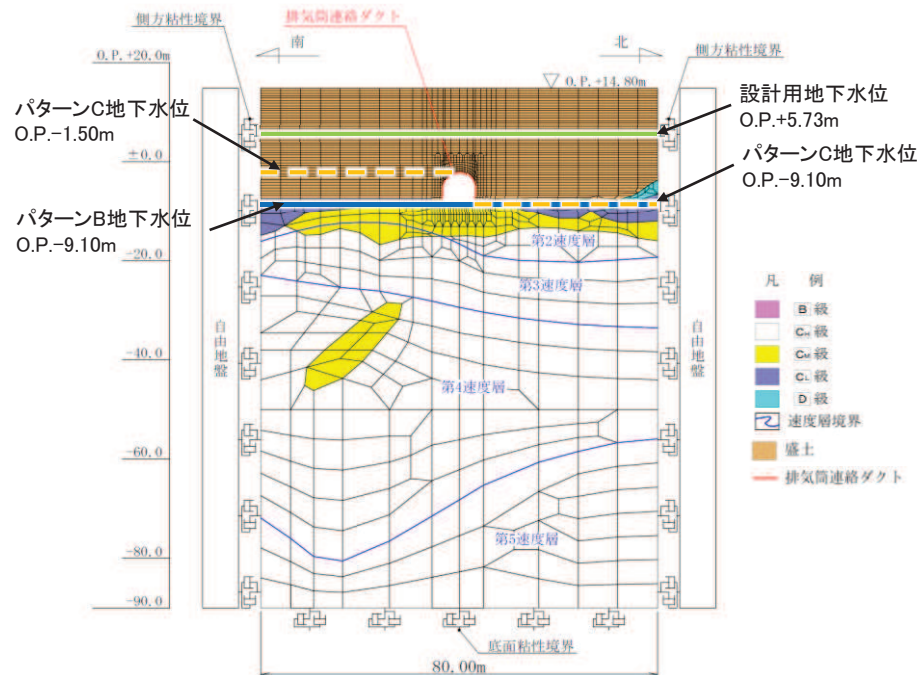 側方粘性境界
排気筒連絡ダクト
南
北
側方粘性境界
O.P.+20.0m
O.P.+14.80m
パターンC地下水位
O.P.−1.50m
設計用地下水位
O.P.+5.73m
±0.0
パターンC地下水位
O.P.−9.10m
パターンB地下水位
O.P.−9.10m
-20.0
第2速度層
第3速度層
凡 例
B 級
CH 級
CM 級
CL 級
D 級
速度層境界
盛土
排気筒連絡ダクト
自由地盤
自由地盤
-40.0
第4速度層
-60.0
第5速度層
-80.0
-90.0
底面粘性境界
80.00m